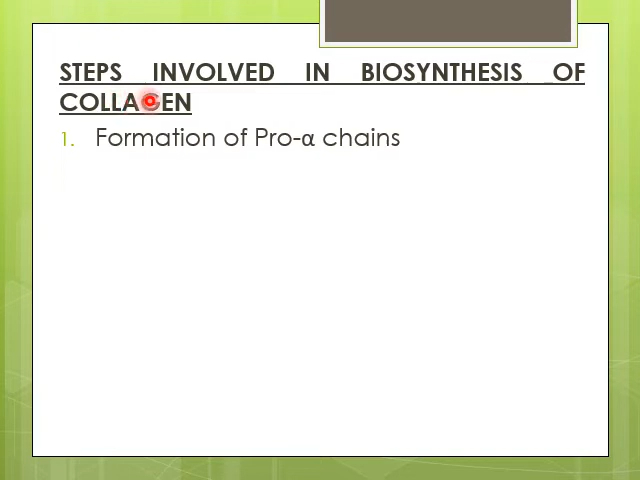 STEPS INVOLVED IN BIOSYNTHESIS OF
COLLAGEN
1. Formation of Pro-α chains